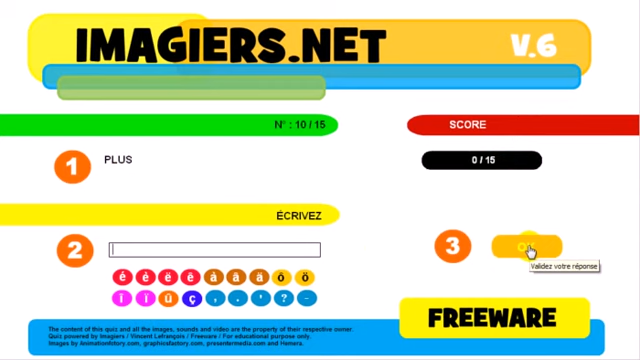 IMAGIERS.NET
V.6
N° : 10 / 15
SCORE
1
PLUS
0 / 15
ÉCRIVEZ
2
3
Validez votre réponse
é è ë ê à â ä ö ô
ï î ü ç , . ' ? -
FREEWARE
The content of this quiz and all the images, sounds and video are the property of their respective owner.
Quiz powered by Imagiers / Vincent Lefrançois / Freeware / For educational purpose only.
Images by Animationfactory.com, graphicsfactory.com, presentermedia.com and Hemera.